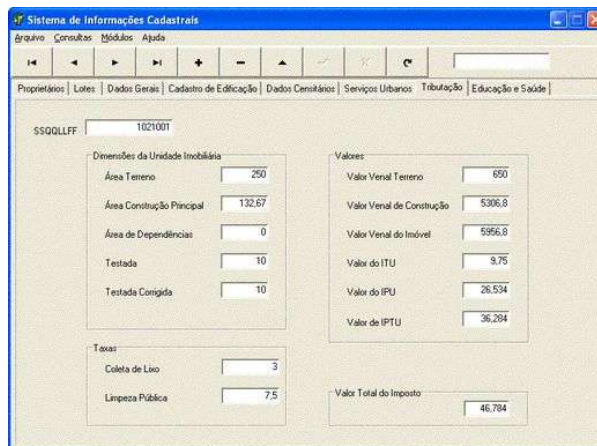 Sistema de Informações Cadastrais
Arquivo Consultas Módulos Ajuda
Proprietários Lotes Dados Gerais Cadastro de Edificação Dados Censitários Serviços Urbanos Tributação Educação e Saúde
SSQQLLFF 1021001
Dimensões da Unidade Imobiliária
Área Terreno 250
Área Construção Principal 132,67
Área de Dependências 0
Testada 10
Testada Corrigida 10
Taxas
Coleta de Lixo 3
Limpeza Pública 7,5
Valores
Valor Venal Terreno 650
Valor Venal de Construção 5306,8
Valor Venal do Imóvel 5956,8
Valor do ITU 9,75
Valor do IPU 26,534
Valor de IPTU 36,284
Valor Total do Imposto
46,784